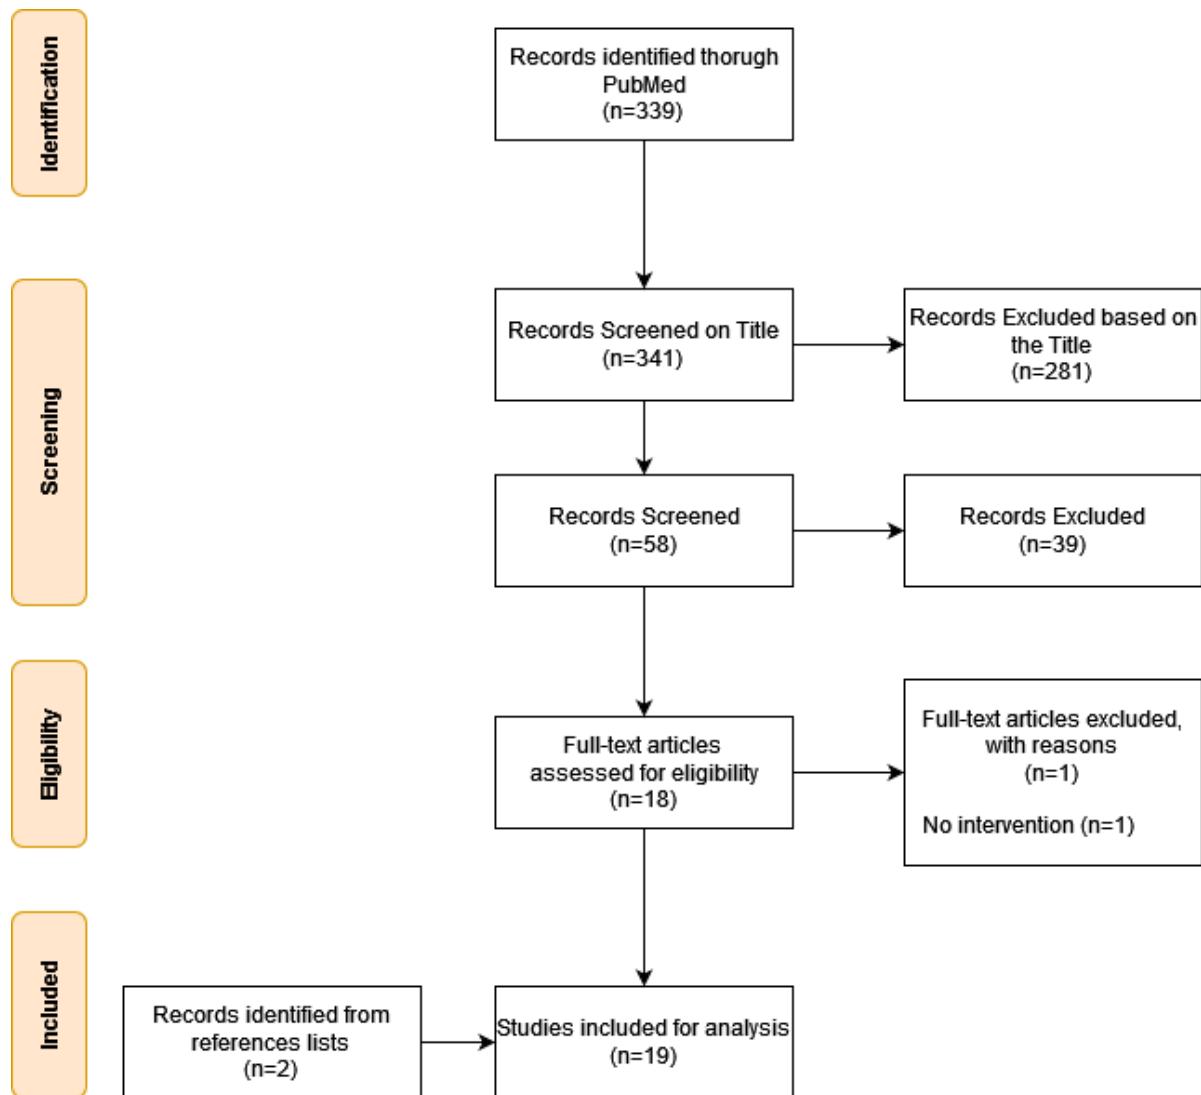 Identification
Records identified thorugh
PubMed
(n=339)
Screening
Records Screened on Title
(n=341)
Records Excluded based on
the Title
(n=281)
Records Screened
(n=58)
Records Excluded
(n=39)
Eligibility
Full-text articles
assessed for eligibility
(n=18)
Full-text articles excluded,
with reasons
(n=1)
No intervention (n=1)
Included
Records identified from
references lists
(n=2)
Studies included for analysis
(n=19)